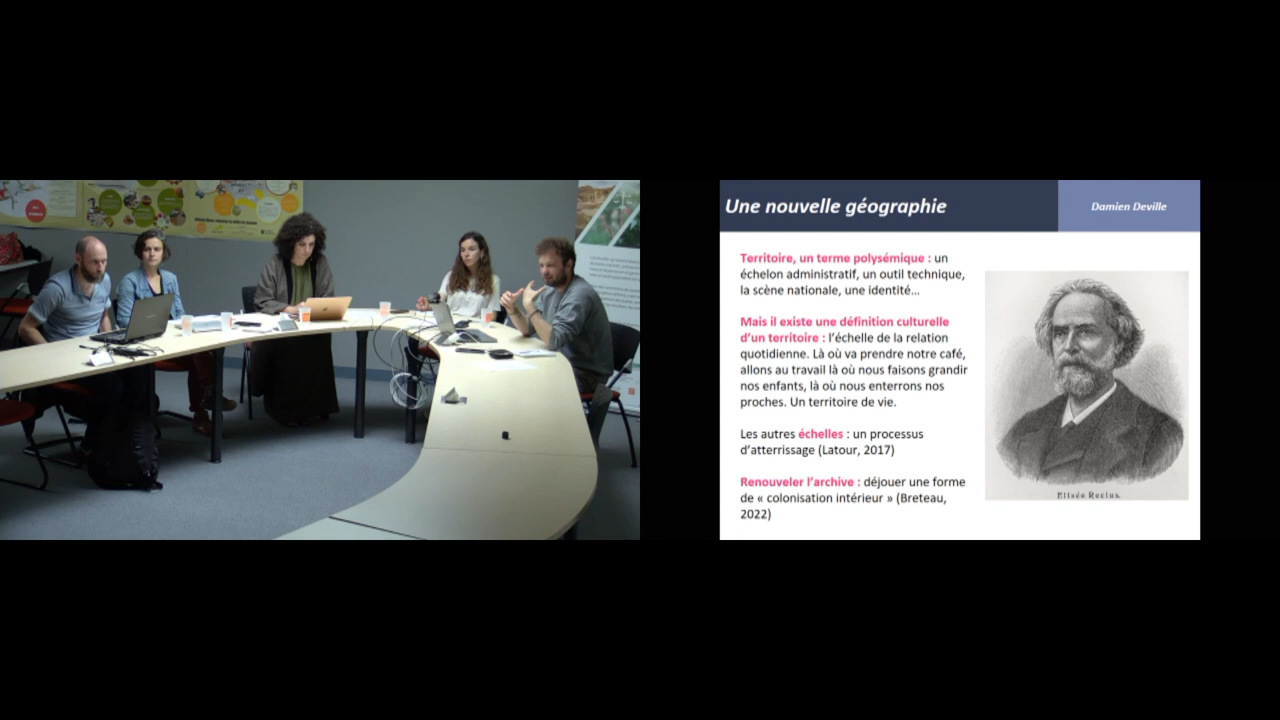 Une nouvelle géographie
Damien Deville
Territoire, un terme polysémique : un
échelon administratif, un outil technique,
la scène nationale, une identité…
Mais il existe une définition culturelle
d’un territoire : l’échelle de la relation
quotidienne. Là où va prendre notre café,
allons au travail là où nous faisons grandir
nos enfants, là où nous enterrons nos
proches. Un territoire de vie.
Les autres échelles : un processus
d’atterrissage (Latour, 2017)
Renouveler l’archive : déjouer une forme
de « colonisation intérieur » (Breteau,
2022)
Elisée Reclus.